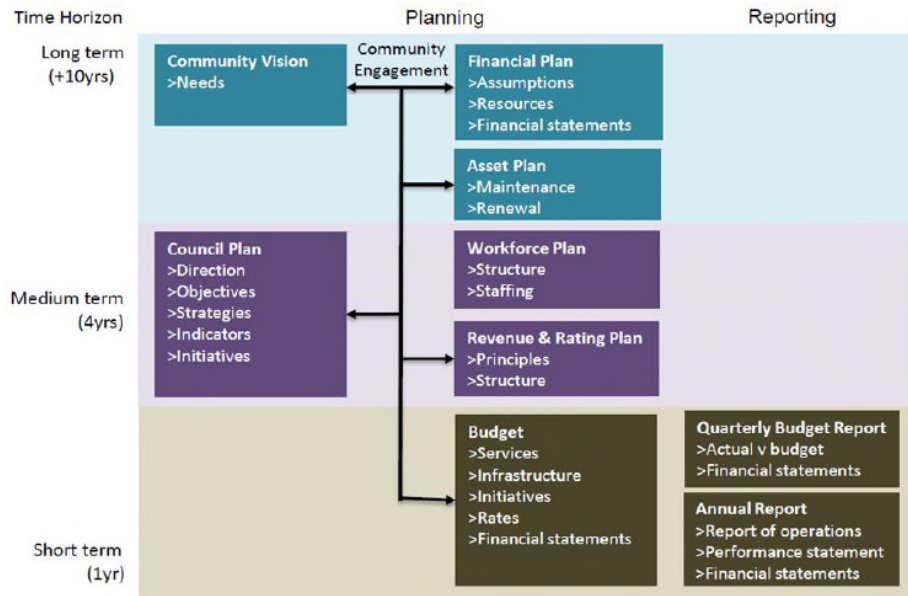 Time Horizon
Planning
Reporting
Long term
(+10yrs)
Community Vision
>Needs
Community
Engagement
Financial Plan
>Assumptions
>Resources
>Financial statements
Asset Plan
>Maintenance
>Renewal
Medium term
(4yrs)
Council Plan
>Direction
>Objectives
>Strategies
>Indicators
>Initiatives
Workforce Plan
>Structure
>Staffing
Revenue & Rating Plan
>Principles
>Structure
Short term
(1yr)
Budget
>Services
>Infrastructure
>Initiatives
>Rates
>Financial statements
Quarterly Budget Report
>Actual v budget
>Financial statements
Annual Report
>Report of operations
>Performance statement
>Financial statements